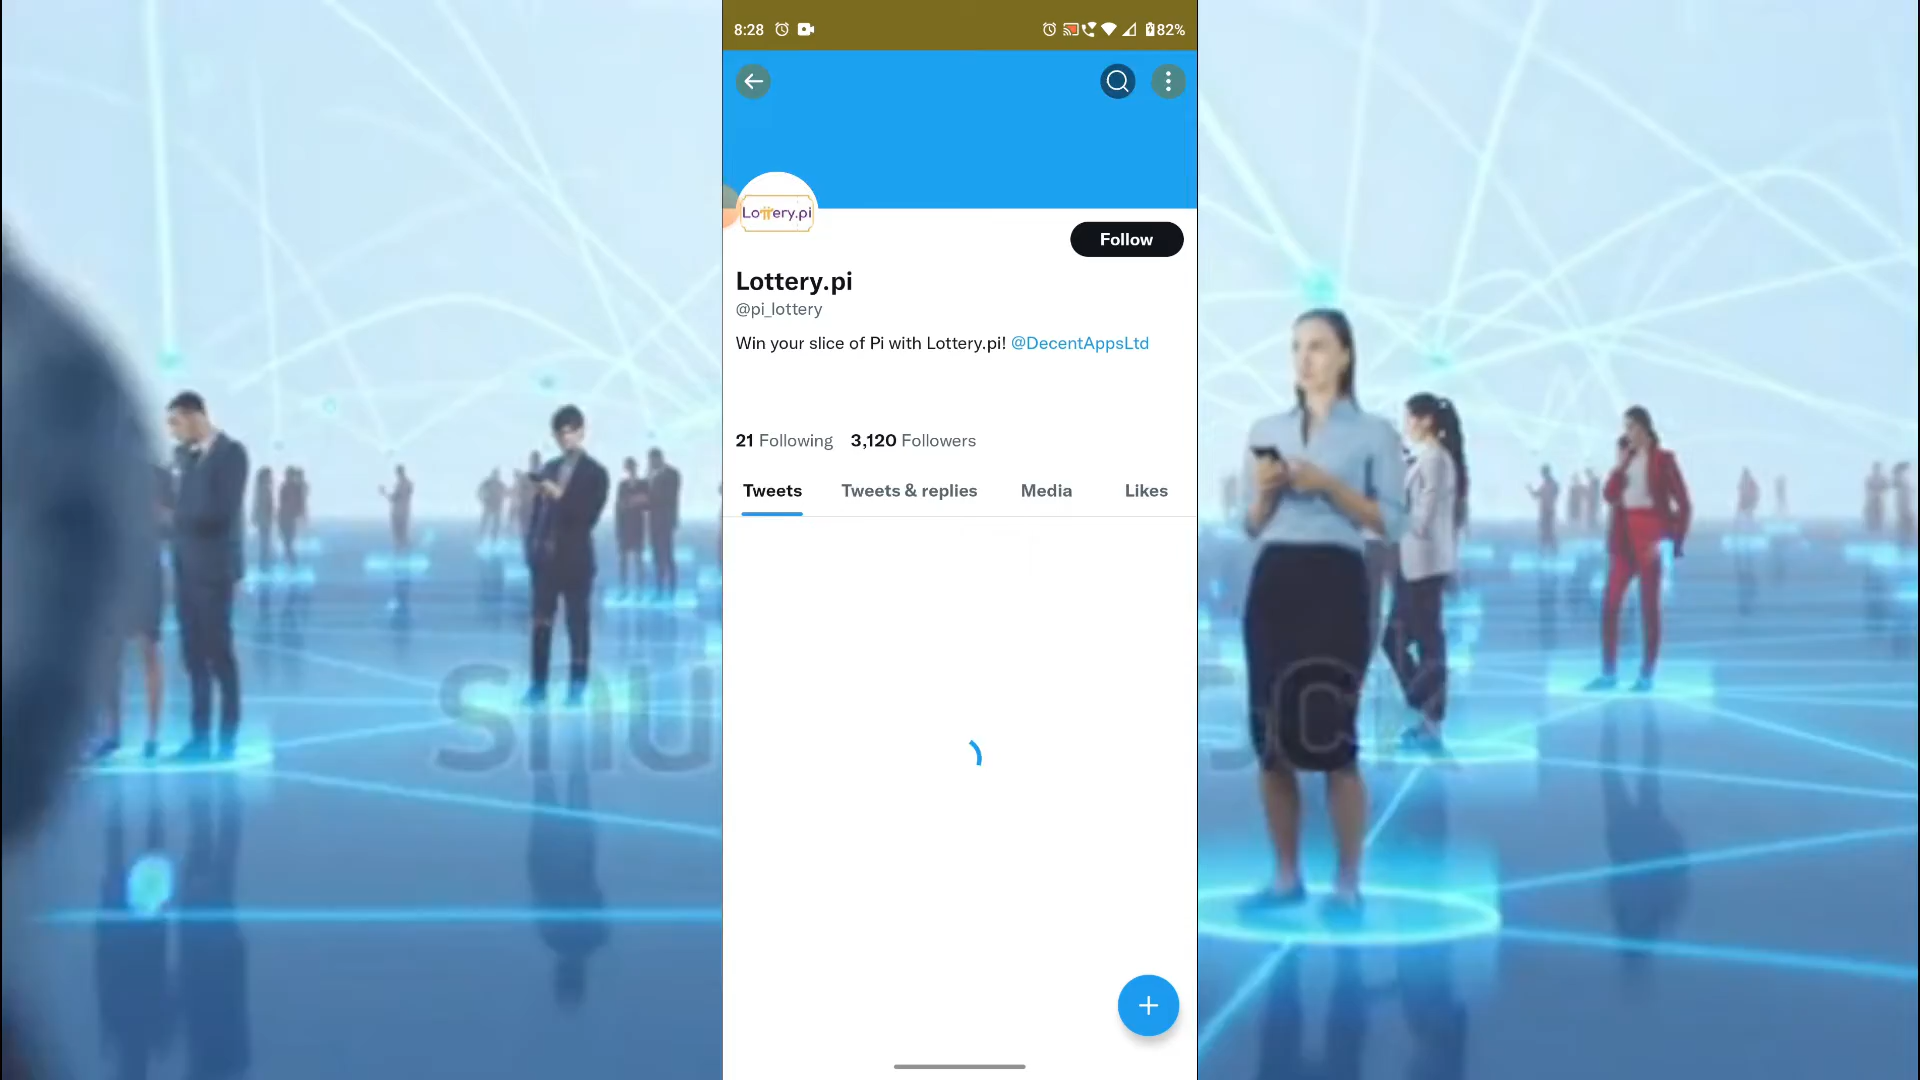 8:28
82%
Lottery.pi
Follow
Lottery.pi
@pi_lottery
Win your slice of Pi with Lottery.pi! @DecentAppsLtd
21 Following 3,120 Followers
Tweets Tweets & replies Media Likes